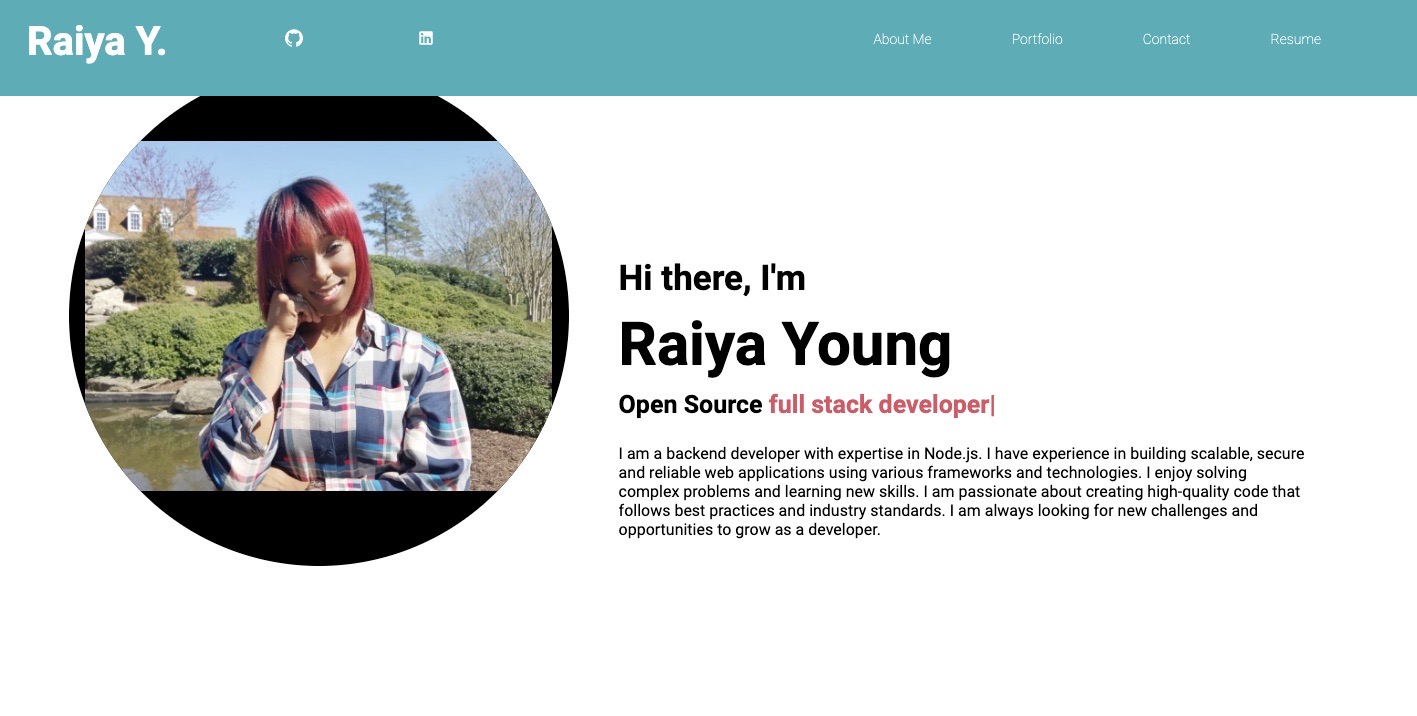 Raiya Y.
About Me
Portfolio
Contact
Resume
Hi there, I'm
Raiya Young
Open Source full stack developer|
I am a backend developer with expertise in Node.js. I have experience in building scalable, secure
and reliable web applications using various frameworks and technologies. I enjoy solving
complex problems and learning new skills. I am passionate about creating high-quality code that
follows best practices and industry standards. I am always looking for new challenges and
opportunities to grow as a developer.